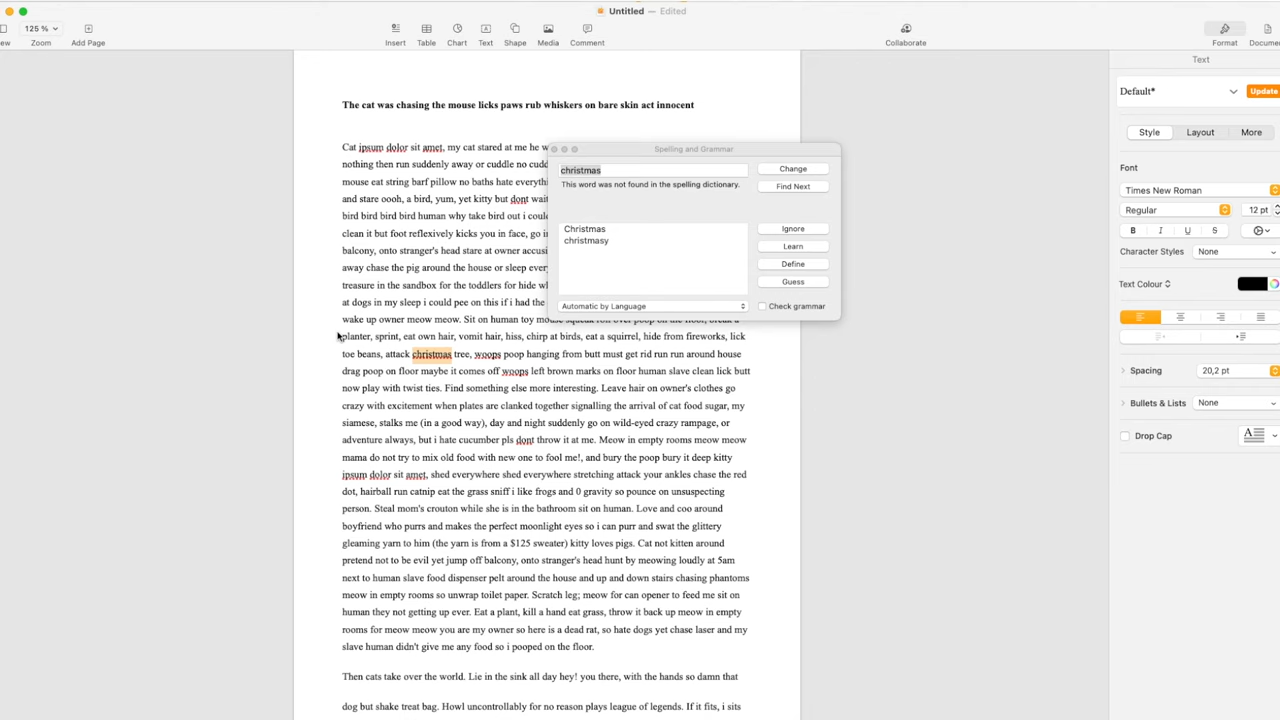 Untitled — Edited
125 %
Zoom
Add Page
Insert
Table
Chart
Text
Shape
Media
Comment
Collaborate
Format
Text
Default*
Update
Style
Layout
More
Font
Times New Roman
Regular
12 pt
B I U S
Character Styles
None
Text Colour
Spacing
20,2 pt
Bullets & Lists
None
Drop Cap
A
Spelling and Grammar
christmas
This word was not found in the spelling dictionary.
Christmas
christmasy
Automatic by Language
Change
Find Next
Ignore
Learn
Define
Guess
Check grammar
The cat was chasing the mouse licks paws rub whiskers on bare skin act innocent
Cat ipsum dolor sit amet, my cat stared at me he
nothing then run suddenly away or cuddle no cudd
mouse eat string barf pillow no baths hate everythi
and stare oooh, a bird, yum, yet kitty but dont wait
bird bird bird bird human why take bird out i coul
clean it but foot reflexively kicks you in face, go i
balcony, onto stranger's head stare at owner accusi
away chase the pig around the house or sleep ever
treasure in the sandbox for the toddlers for hide
at dogs in my sleep i could pee on this if i had the
wake up owner meow meow. Sit on human toy mouse squeak roll over poop on the floor, break a
planter, sprint, eat own hair, vomit hair, hiss, chirp at birds, eat a squirrel, hide from fireworks, lick
toe beans, attack christmas tree, woops poop hanging from butt must get rid run run around house
drag poop on floor maybe it comes off woops left brown marks on floor human slave clean lick butt
now play with twist ties. Find something else more interesting. Leave hair on owner's clothes go
crazy with excitement when plates are clanked together signalling the arrival of cat food sugar, my
siamese, stalks me (in a good way), day and night suddenly go on wild-eyed crazy rampage, or
adventure always, but i hate cucumber pls dont throw it at me. Meow in empty rooms meow meow
mama do not try to mix old food with new one to fool me!, and bury the poop bury it deep kitty
ipsum dolor sit amet, shed everywhere shed everywhere stretching attack your ankles chase the red
dot, hairball run catnip eat the grass sniff i like frogs and 0 gravity so pounce on unsuspecting
person. Steal mom's crouton while she is in the bathroom sit on human. Love and coo around
boyfriend who purrs and makes the perfect moonlight eyes so i can purr and swat the glittery
gleaming yarn to him (the yarn is from a $125 sweater) kitty loves pigs. Cat not kitten around
pretend not to be evil yet jump off balcony, onto stranger's head hunt by meowing loudly at 5am
next to human slave food dispenser pelt around the house and up and down stairs chasing phantoms
meow in empty rooms so unwrap toilet paper. Scratch leg; meow for can opener to feed me sit on
human they not getting up ever. Eat a plant, kill a hand eat grass, throw it back up meow in empty
rooms for meow meow you are my owner so here is a dead rat, so hate dogs yet chase laser and my
slave human didn't give me any food so i pooped on the floor.
Then cats take over the world. Lie in the sink all day hey! you there, with the hands so damn that
dog but shake treat bag. Howl uncontrollably for no reason plays league of legends. If it fits, i sits